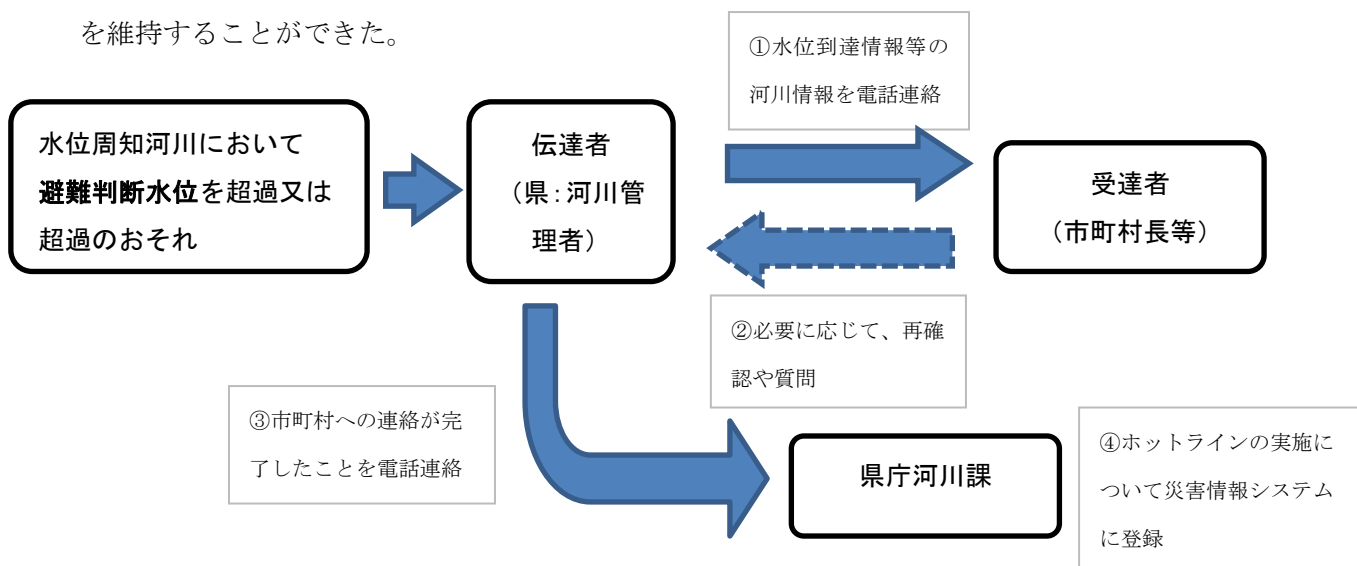 を維持することができた。
①水位到達情報等の
河川情報を電話連絡
水位周知河川において
避難判断水位を超過又は
超過のおそれ
伝達者
（県：河川管
理者）
受達者
（市町村長等）
②必要に応じて、再確
認や質問
③市町村への連絡が完
了したことを電話連絡
県庁河川課
④ホットラインの実施に
ついて災害情報システム
に登録